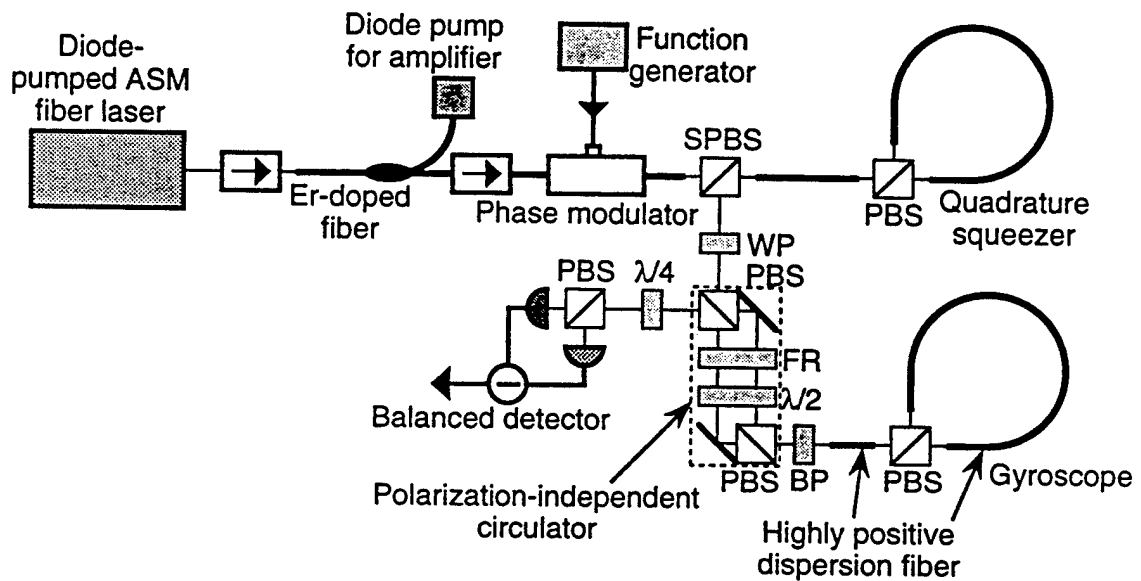 Diode-
pumped ASM
fiber laser
Diode pump
for amplifier
Function
generator
Er-doped
fiber
Phase modulator
SPBS
PBS
Quadrature
squeezer
WP
PBS
PBS
λ/4
FR
λ/2
Balanced detector
PBS
BP
PBS
Gyroscope
Polarization-independent
circulator
Highly positive
dispersion fiber